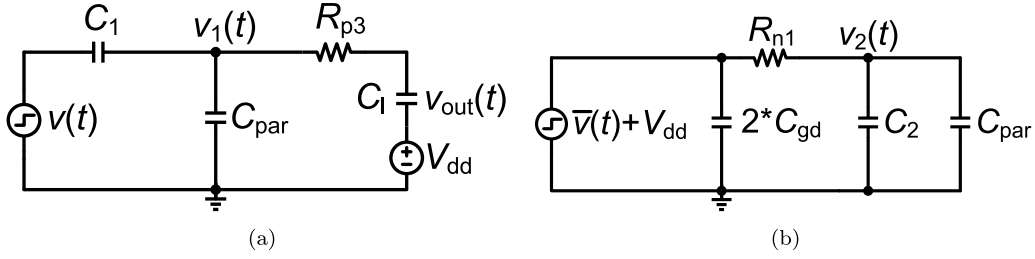 C1
v1(t)
Rp3
v(t)
Cpar
Cl
vout(t)
Vdd
(a)
Rn1
v2(t)
v̅(t)+Vdd
2*Cgd
C2
Cpar
(b)